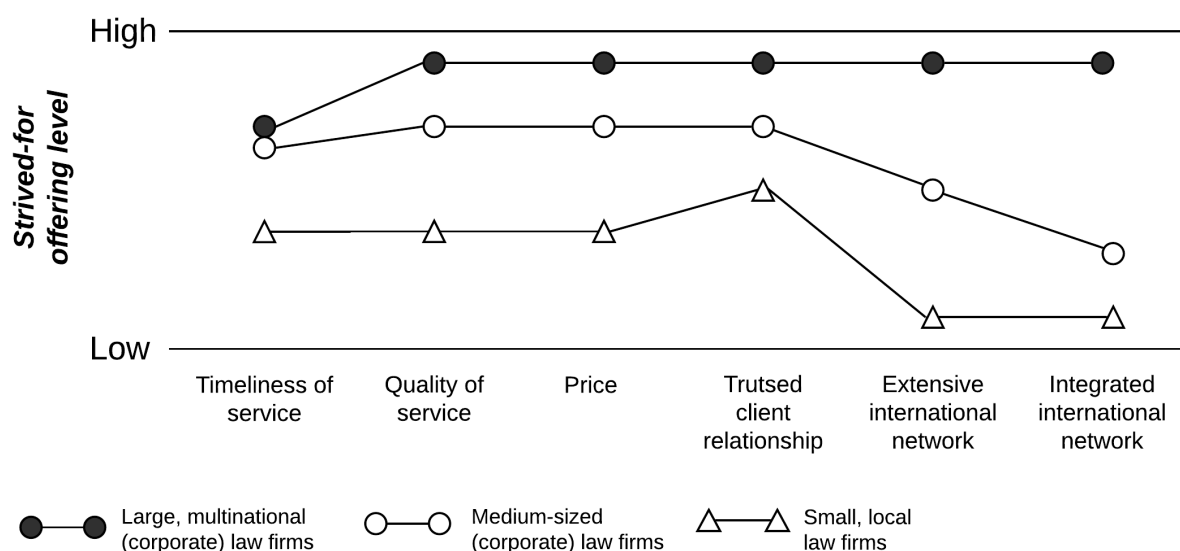 High
Strived-for
offering level
Low
Timeliness of
service
Quality of
service
Price
Trutsed
client
relationship
Extensive
international
network
Integrated
international
network
Large, multinational
(corporate) law firms
Medium-sized
(corporate) law firms
Small, local
law firms